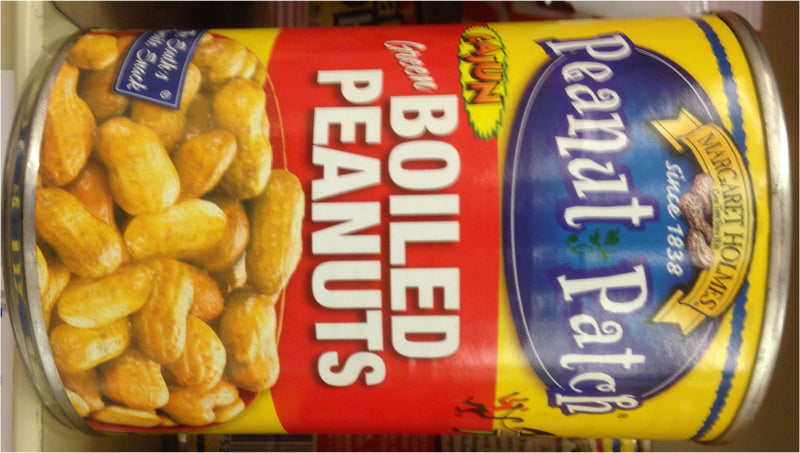 MARGARET HOLMES®
since 1838
Peanut Patch®
CAJUN
Green
BOILED
PEANUTS